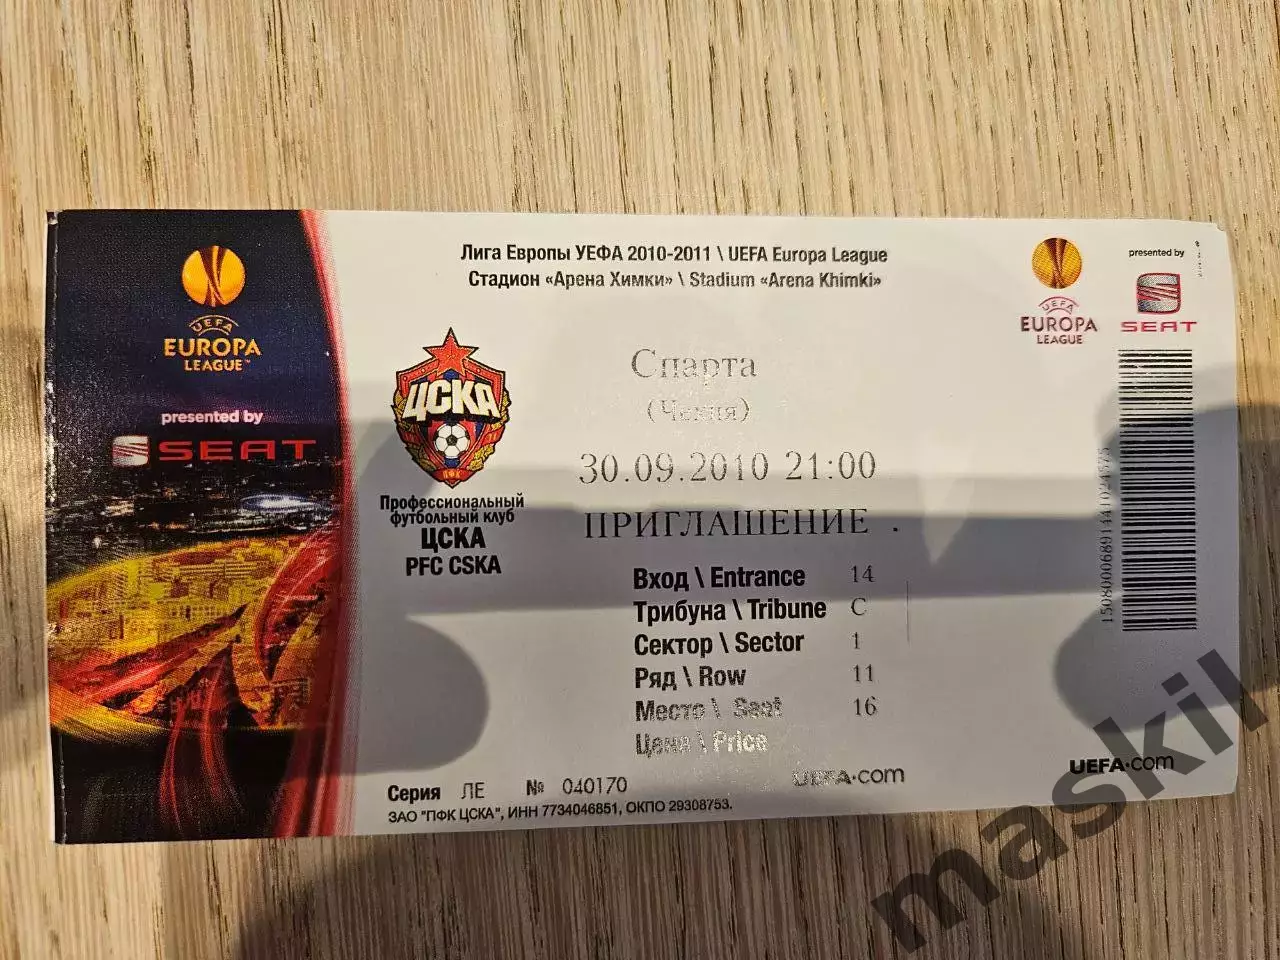 Лига Европы УЕФА 2010-2011 \ UEFA Europa League
Стадион «Арена Химки» \ Stadium «Arena Khimki»
UEFA
EUROPA
LEAGUE™
presented by
SEAT
ЦСКА
ПФК
Профессиональный
футбольный клуб
ЦСКА
PFC CSKA
Спарта
(Чехия)
30.09.2010 21:00
ПРИГЛАШЕНИЕ .
Вход \ Entrance 14
Трибуна \ Tribune С
Сектор \ Sector 1
Ряд \ Row 11
Место \ Seat 16
Цена \ Price
UEFA
EUROPA
LEAGUE
presented by
SEAT
Серия ЛЕ № 040170
ЗАО "ПФК ЦСКА", ИНН 7734046851, ОКПО 29308753.
UEFA.com
UEFA.com
maskil